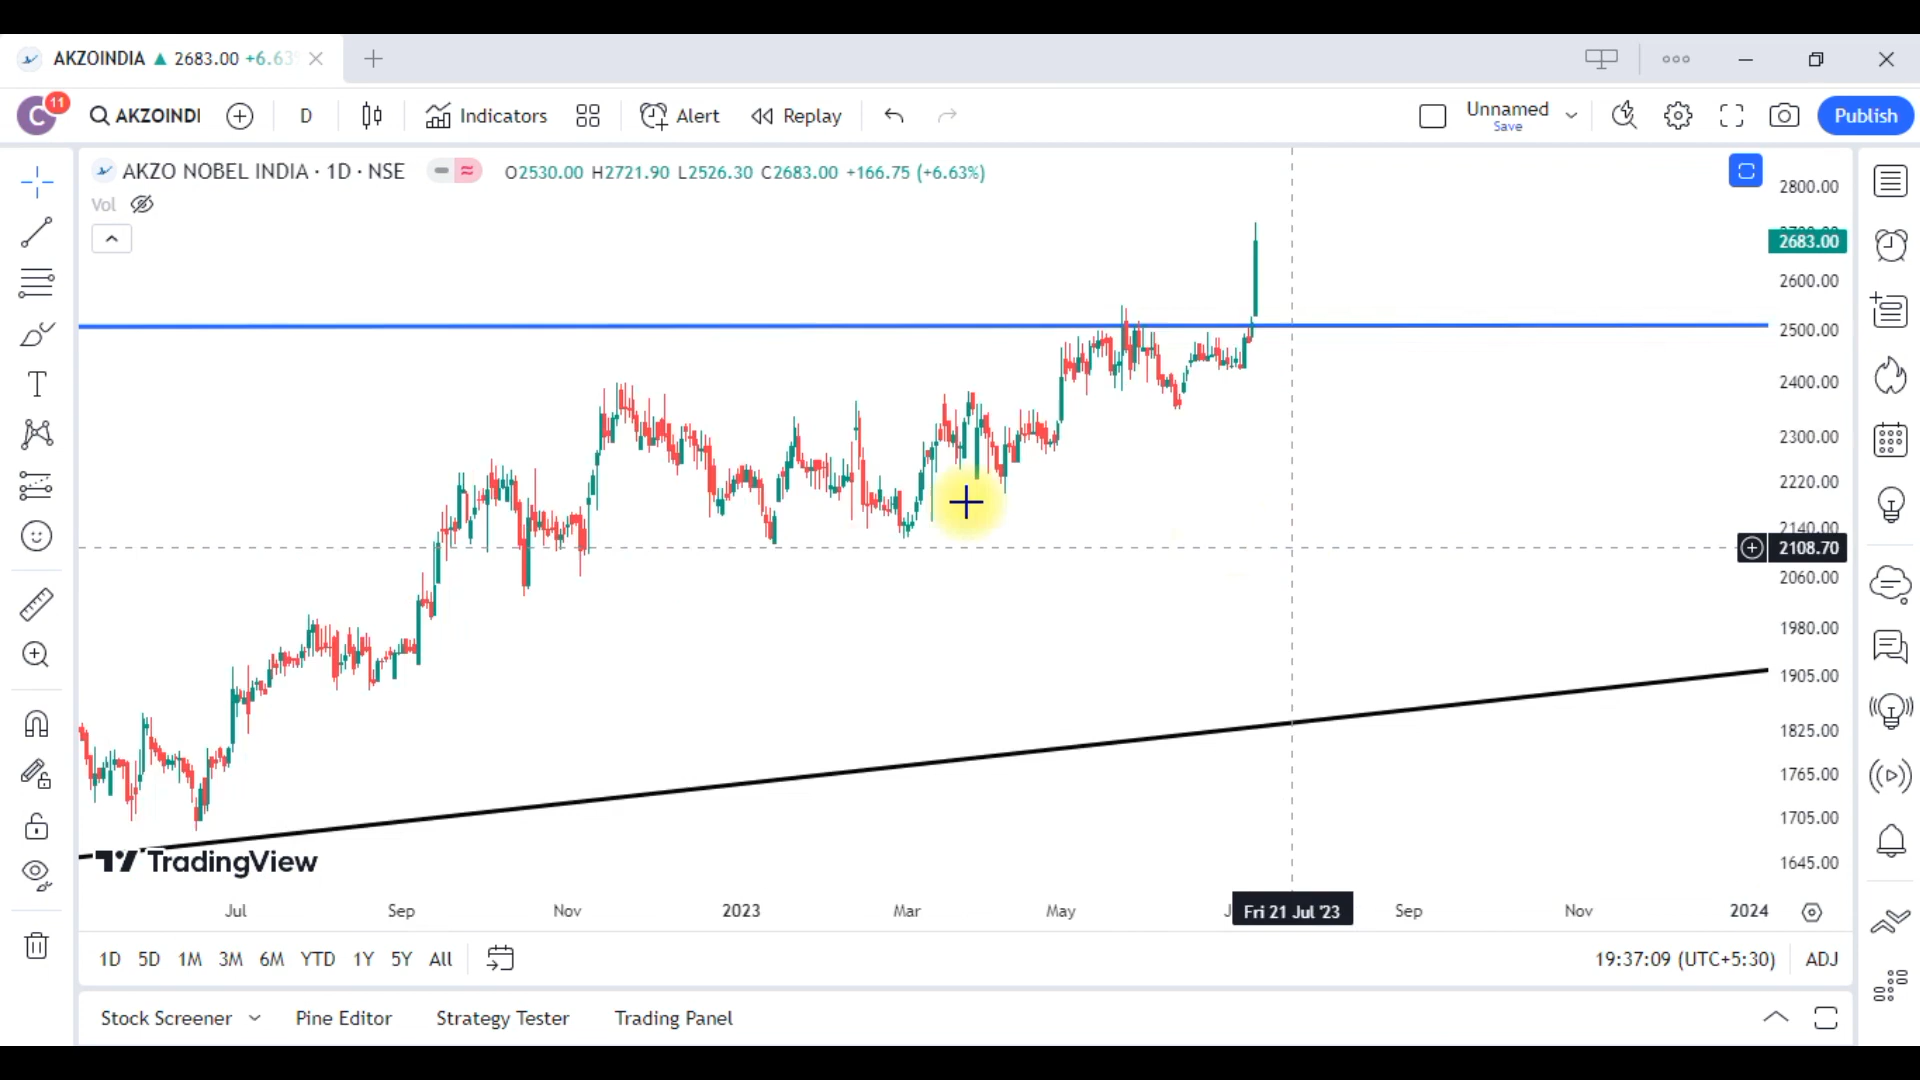 AKZOINDIA ▲ 2683.00 +6.63%
C 11 AKZOINDI D Indicators Alert Replay Unnamed Save Publish
AKZO NOBEL INDIA · 1D · NSE O2530.00 H2721.90 L2526.30 C2683.00 +166.75 (+6.63%)
Vol
2800.00
2683.00
2600.00
2500.00
2400.00
2300.00
2220.00
2140.00
2108.70
2060.00
1980.00
1905.00
1825.00
1765.00
1705.00
1645.00
TradingView
Jul Sep Nov 2023 Mar May Fri 21 Jul '23 Sep Nov 2024
1D 5D 1M 3M 6M YTD 1Y 5Y All 19:37:09 (UTC+5:30) ADJ
Stock Screener Pine Editor Strategy Tester Trading Panel